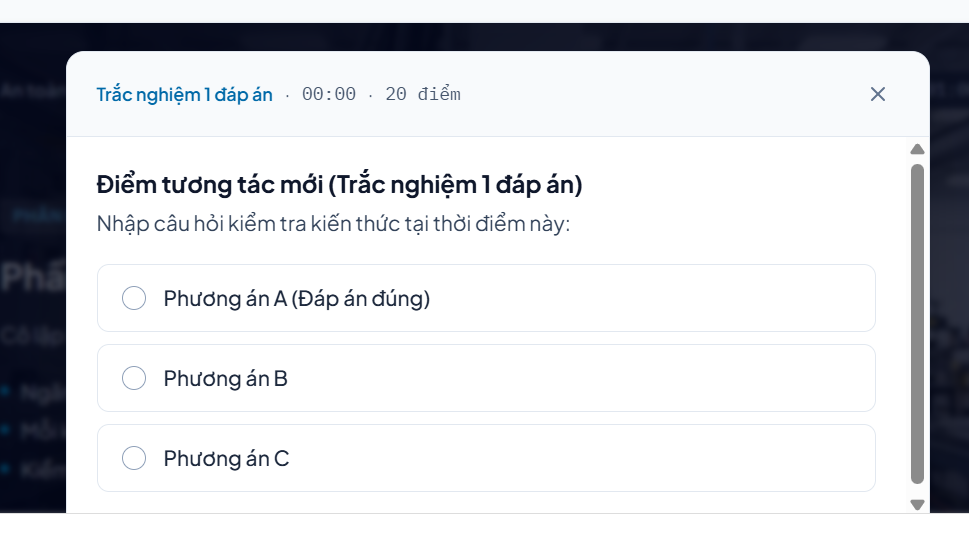 Trắc nghiệm 1 đáp án · 00:00 · 20 điểm
Điểm tương tác mới (Trắc nghiệm 1 đáp án)
Nhập câu hỏi kiểm tra kiến thức tại thời điểm này:
Phương án A (Đáp án đúng)
Phương án B
Phương án C